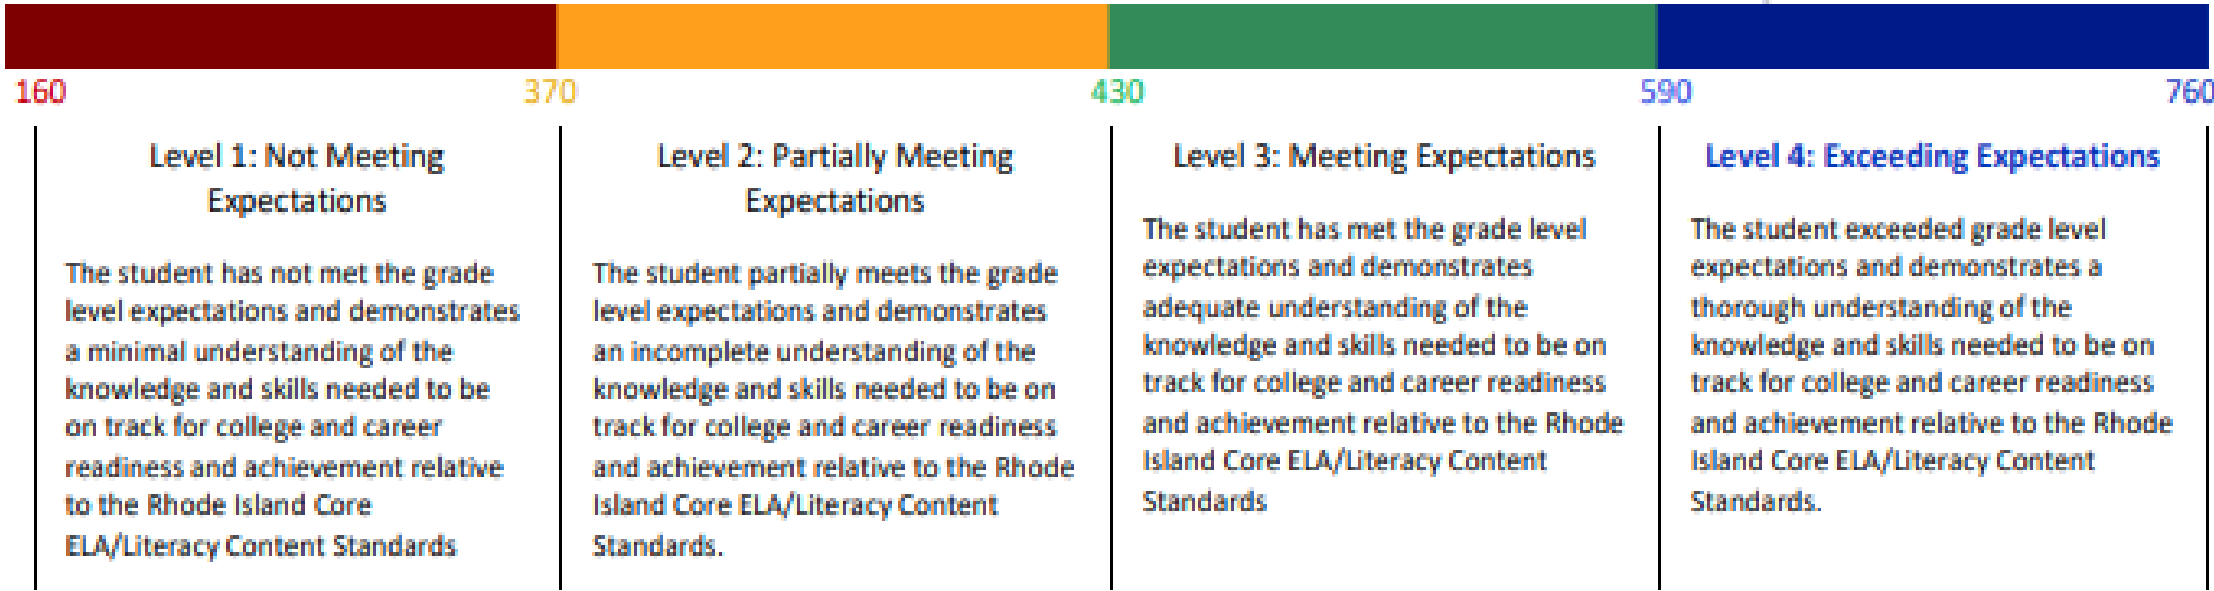 160 370 430 590 760
Level 1: Not Meeting
Expectations
The student has not met the grade
level expectations and demonstrates
a minimal understanding of the
knowledge and skills needed to be
on track for college and career
readiness and achievement relative
to the Rhode Island Core
ELA/Literacy Content Standards
Level 2: Partially Meeting
Expectations
The student partially meets the grade
level expectations and demonstrates
an incomplete understanding of the
knowledge and skills needed to be on
track for college and career readiness
and achievement relative to the Rhode
Island Core ELA/Literacy Content
Standards.
Level 3: Meeting Expectations
The student has met the grade level
expectations and demonstrates
adequate understanding of the
knowledge and skills needed to be on
track for college and career readiness
and achievement relative to the Rhode
Island Core ELA/Literacy Content
Standards
Level 4: Exceeding Expectations
The student exceeded grade level
expectations and demonstrates a
thorough understanding of the
knowledge and skills needed to be on
track for college and career readiness
and achievement relative to the Rhode
Island Core ELA/Literacy Content
Standards.